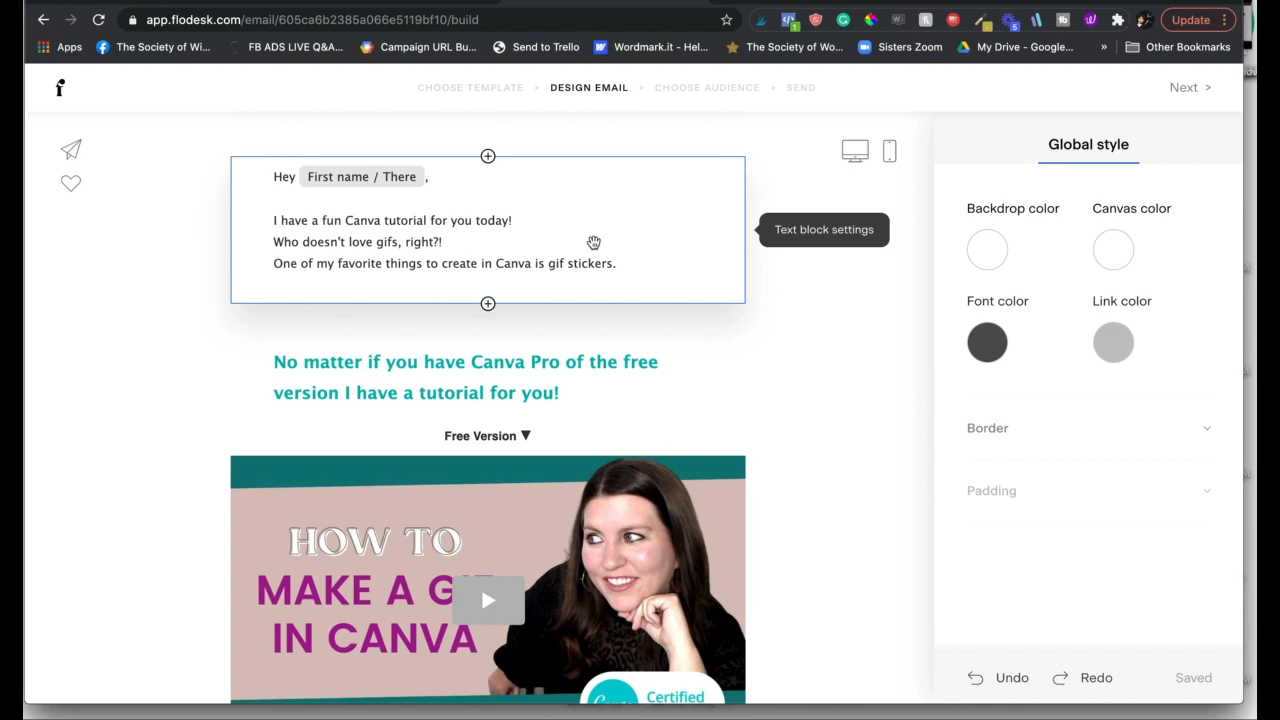 app.flodesk.com/email/605ca6b2385a066e5119bf10/build
Update
Apps
The Society of Wi...
FB ADS LIVE Q&A...
Campaign URL Bu...
Send to Trello
Wordmark.it - Hel...
The Society of Wo...
Sisters Zoom
My Drive - Google...
»
Other Bookmarks
CHOOSE TEMPLATE > DESIGN EMAIL > CHOOSE AUDIENCE > SEND
Next >
Global style
Hey First name / There ,
I have a fun Canva tutorial for you today!
Who doesn't love gifs, right?!
One of my favorite things to create in Canva is gif stickers.
Text block settings
Backdrop color Canvas color
Font color Link color
No matter if you have Canva Pro of the free
version I have a tutorial for you!
Free Version ▼
Border
Padding
HOW TO
MAKE A G
IN CANVA
Certified
Undo Redo Saved